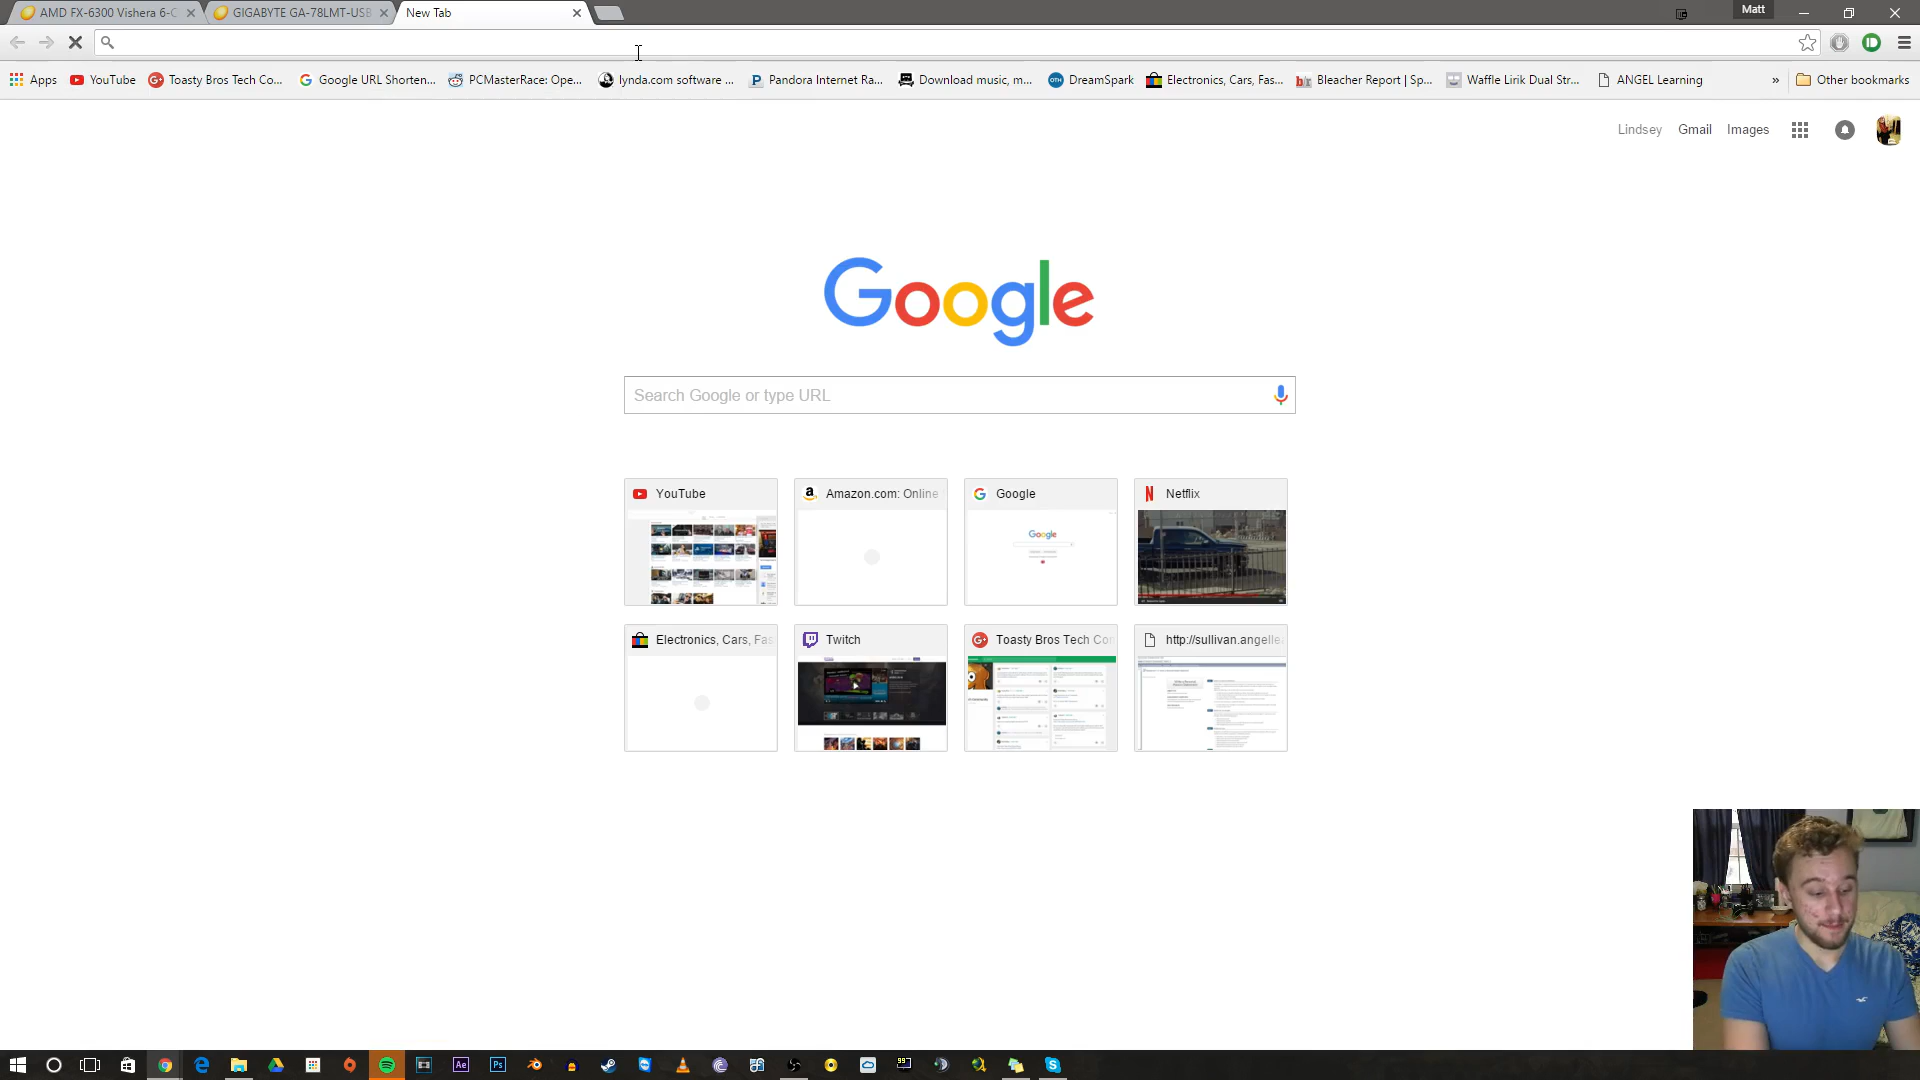 AMD FX-6300 Vishera 6-C
GIGABYTE GA-78LMT-USB
New Tab
Matt
Apps
YouTube
Toasty Bros Tech Co...
Google URL Shorten...
PCMasterRace: Ope...
lynda.com software ...
Pandora Internet Ra...
Download music, m...
DreamSpark
Electronics, Cars, Fas...
Bleacher Report | Sp...
Waffle Lirik Dual Str...
ANGEL Learning
»
Other bookmarks
Lindsey
Gmail
Images
Google
Search Google or type URL
YouTube
Amazon.com: Online
Google
Netflix
Electronics, Cars, Fas
Twitch
Toasty Bros Tech Co
http://sullivan.angelle
Ae
Ps